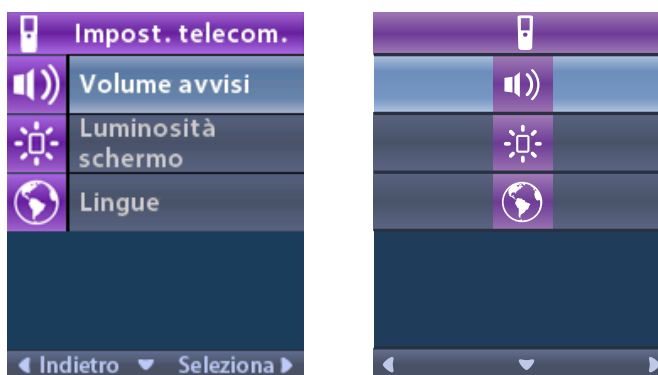 Impost. telecom.
Volume avvisi
Luminosità
schermo
Lingue
Indietro Seleziona